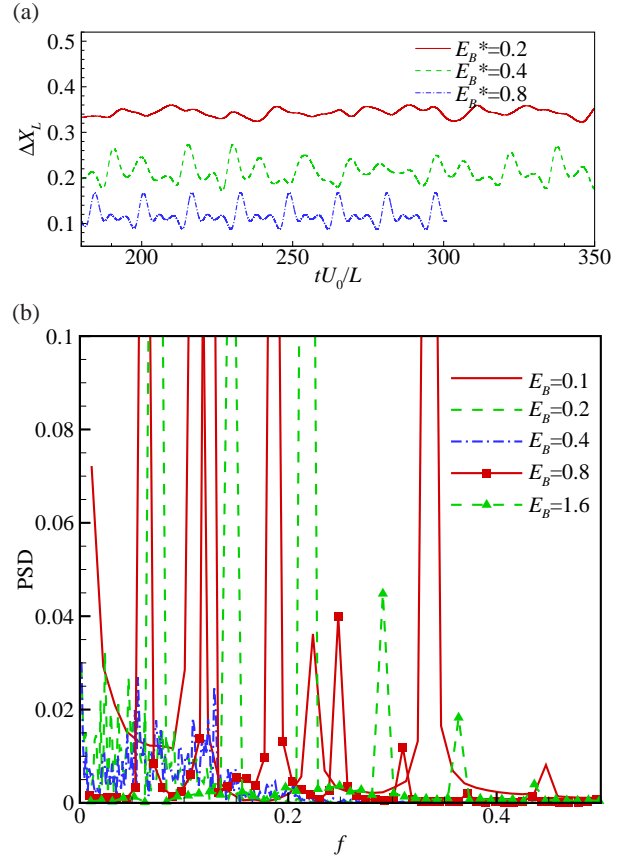 (a)
0.5
0.4
0.3
0.2
0.1
ΔX_L
E_B*=0.2
E_B*=0.4
E_B*=0.8
200 250 300 350
tU_0/L
(b)
0.1
0.08
0.06
0.04
0.02
0
PSD
E_B=0.1
E_B=0.2
E_B=0.4
E_B=0.8
E_B=1.6
0 0.2 0.4
f